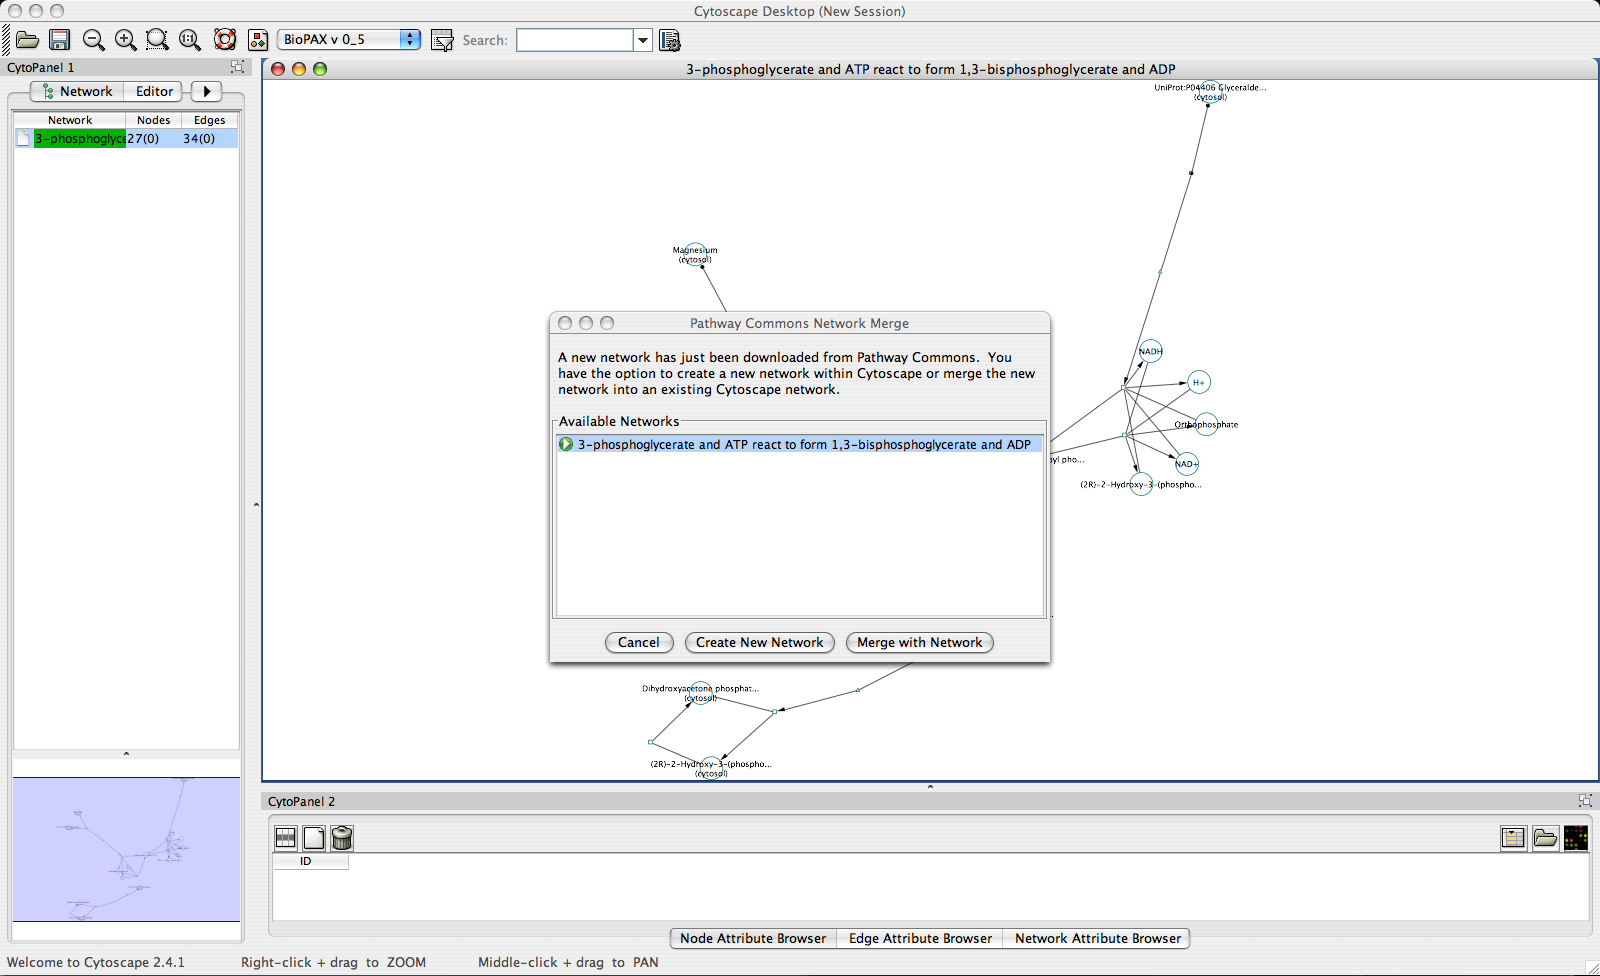 Cytoscape Desktop (New Session)
1:1
BioPAX v 0_5
Search:
CytoPanel 1
Network Editor
Network Nodes Edges
3-phosphoglyce 27(0) 34(0)
3-phosphoglycerate and ATP react to form 1,3-bisphosphoglycerate and ADP
UniProt:P04406 Glyceralde...
(cytosol)
Magnesium
(cytosol)
NADH
H+
Orthophosphate
yl pho...
NAD+
(2R)-2-Hydroxy-3-(phospho...
Pathway Commons Network Merge
A new network has just been downloaded from Pathway Commons. You
have the option to create a new network within Cytoscape or merge the new
network into an existing Cytoscape network.
Available Networks
3-phosphoglycerate and ATP react to form 1,3-bisphosphoglycerate and ADP
Cancel Create New Network Merge with Network
Dihydroxyacetone phosphat...
(cytosol)
(2R)-2-Hydroxy-3-(phospho...
(cytosol)
CytoPanel 2
ID
Node Attribute Browser Edge Attribute Browser Network Attribute Browser
Welcome to Cytoscape 2.4.1 Right-click + drag to ZOOM Middle-click + drag to PAN